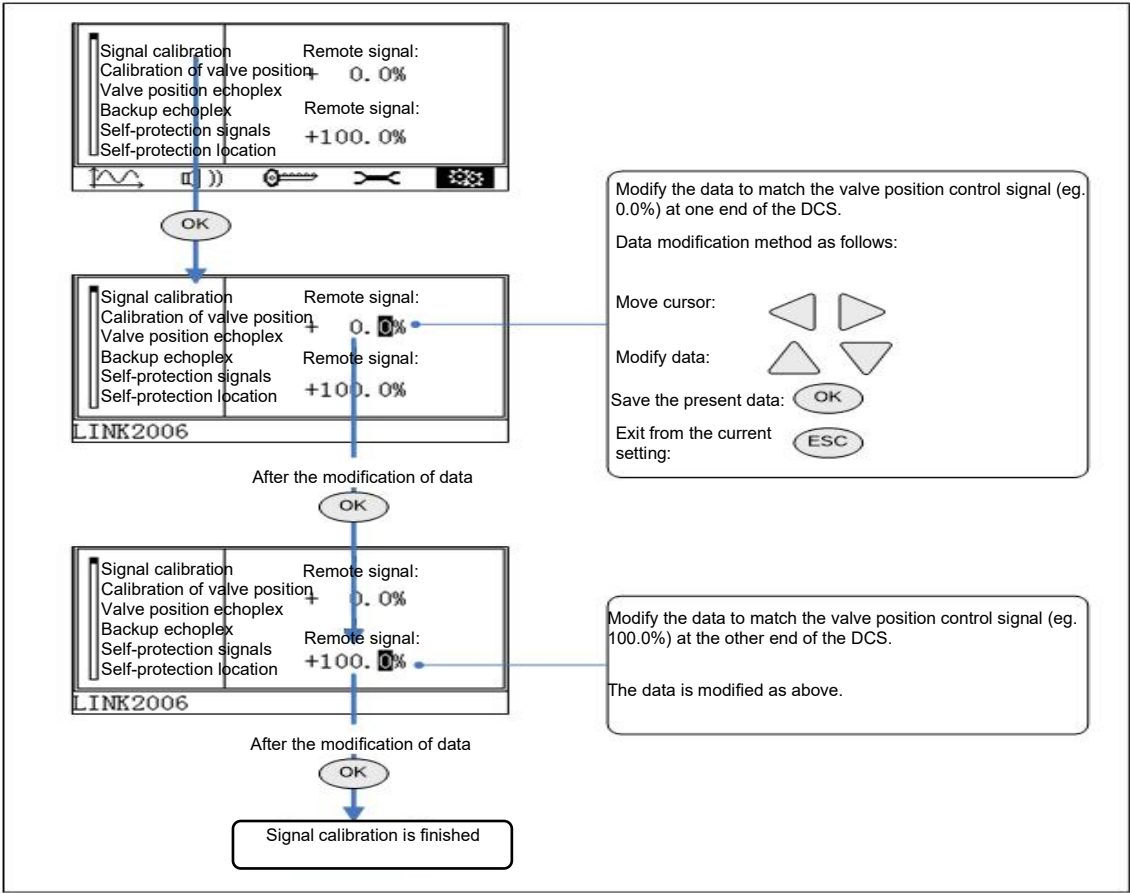 Signal calibration
Calibration of valve position
Valve position echoplex
Backup echoplex
Self-protection signals
Self-protection location
Remote signal:
+ 0.0%
Remote signal:
+100.0%
OK
Signal calibration
Calibration of valve position
Valve position echoplex
Backup echoplex
Self-protection signals
Self-protection location
Remote signal:
+ 0.0%
Remote signal:
+100.0%
LINK2006
Modify the data to match the valve position control signal (eg.
0.0%) at one end of the DCS.
Data modification method as follows:
Move cursor:
Modify data:
Save the present data: OK
Exit from the current
setting:
ESC
After the modification of data
OK
Signal calibration
Calibration of valve position
Valve position echoplex
Backup echoplex
Self-protection signals
Self-protection location
Remote signal:
+ 0.0%
Remote signal:
+100.0%
LINK2006
Modify the data to match the valve position control signal (eg.
100.0%) at the other end of the DCS.
The data is modified as above.
After the modification of data
OK
Signal calibration is finished